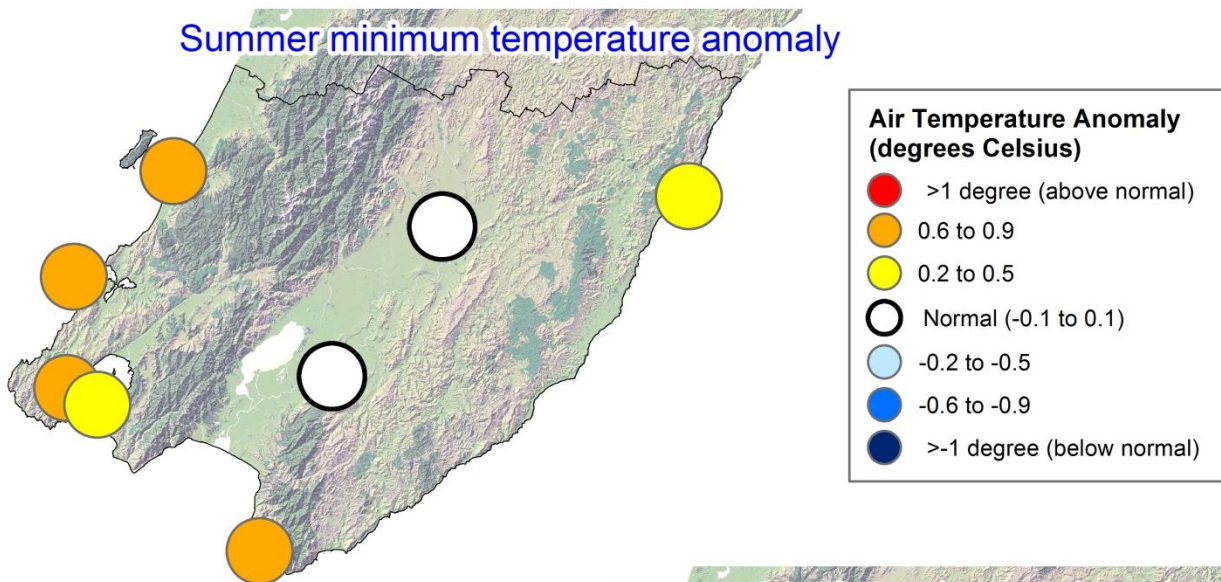 Summer minimum temperature anomaly
Air Temperature Anomaly
(degrees Celsius)
>1 degree (above normal)
0.6 to 0.9
0.2 to 0.5
Normal (-0.1 to 0.1)
-0.2 to -0.5
-0.6 to -0.9
>-1 degree (below normal)